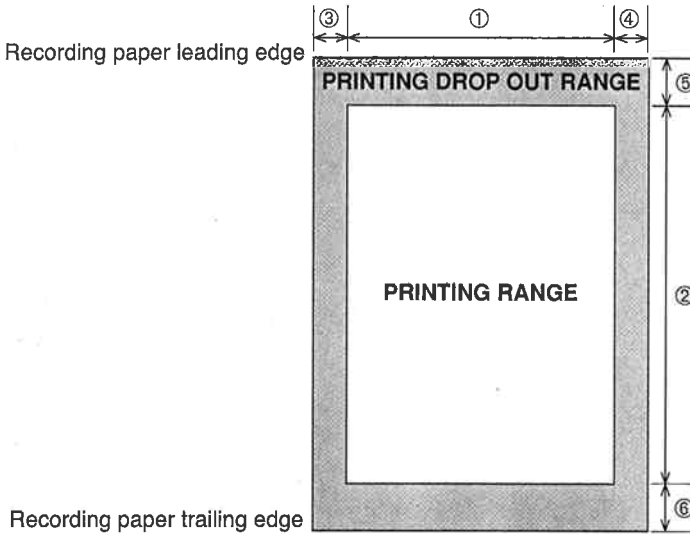 ③ ① ④
Recording paper leading edge
PRINTING DROP OUT RANGE
⑤
PRINTING RANGE
②
Recording paper trailing edge
⑥